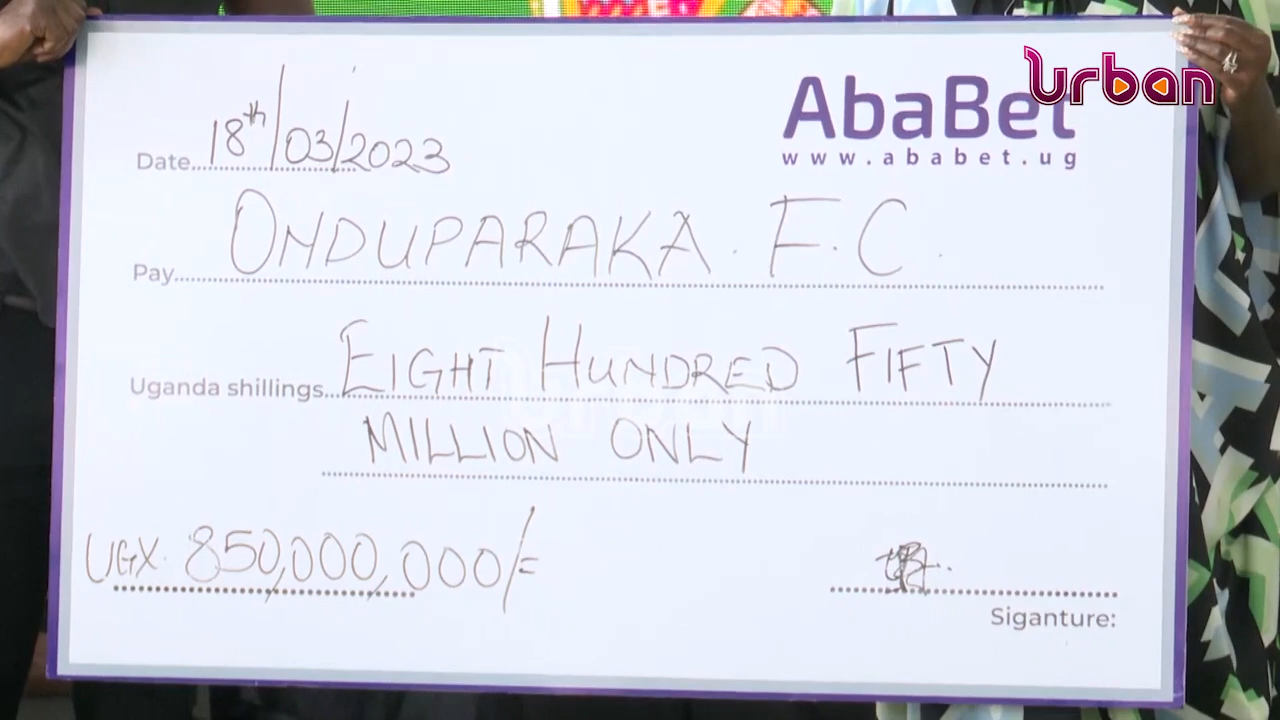 Urban
AbaBet
www.ababet.ug
Date 18th/03/2023
Pay ONDUPARAKA. F.C.
Uganda shillings EIGHT HUNDRED FIFTY
MILLION ONLY
UGX. 850,000,000/=
Siganture: